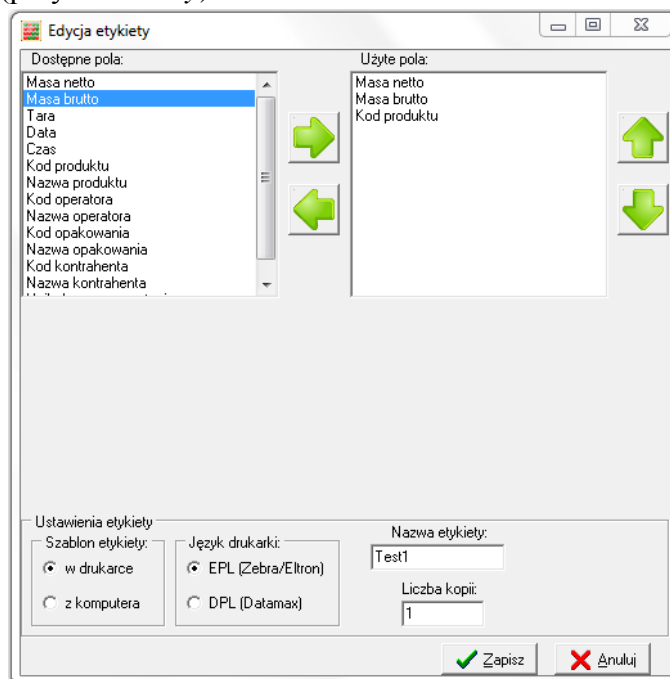 Edycja etykiety
Dostępne pola:
Masa netto
Masa brutto
Tara
Data
Czas
Kod produktu
Nazwa produktu
Kod operatora
Nazwa operatora
Kod opakowania
Nazwa opakowania
Kod kontrahenta
Nazwa kontrahenta
Użyte pola:
Masa netto
Masa brutto
Kod produktu
Ustawienia etykiety
Szablon etykiety:
w drukarce
z komputera
Język drukarki:
EPL (Zebra/Eltron)
DPL (Datamax)
Nazwa etykiety:
Test1
Liczba kopii:
1
Zapisz
Anuluj